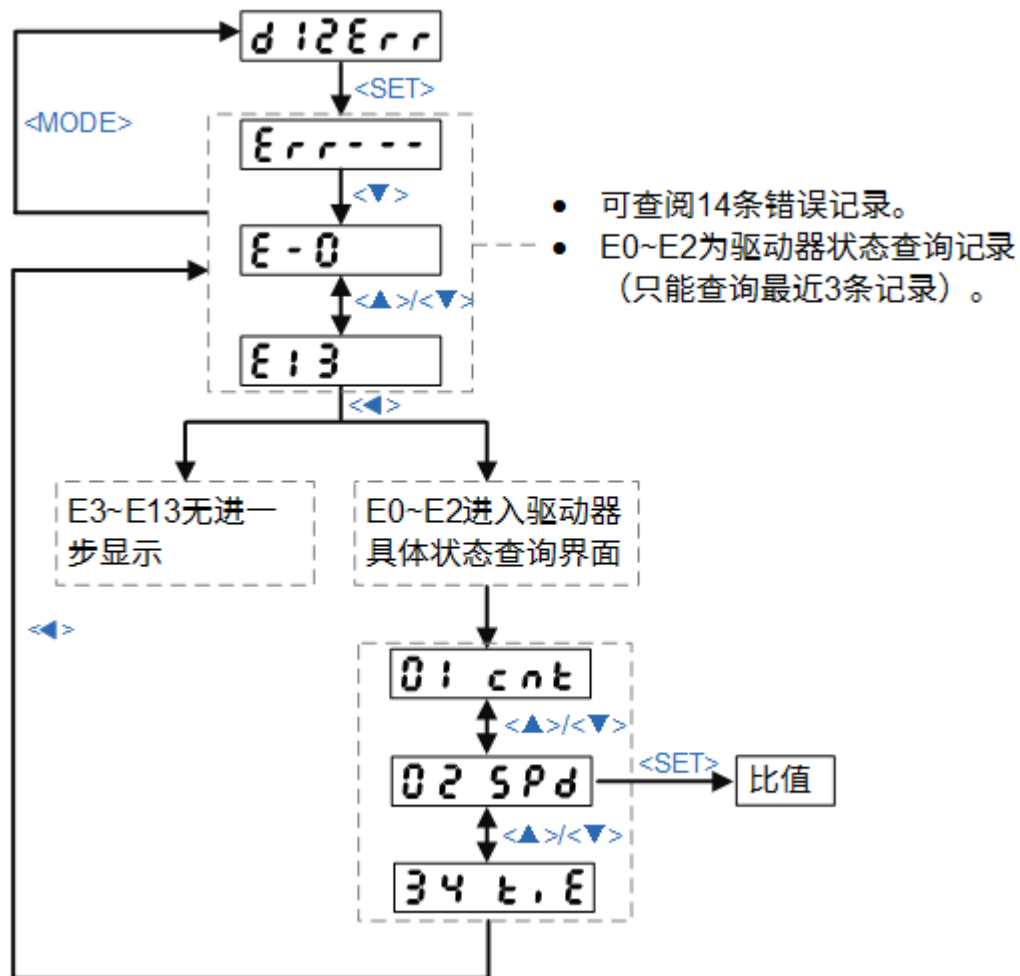 d12Err
<SET>
<MODE>
Err---
<▼>
● 可查阅14条错误记录。
E-0
● E0~E2为驱动器状态查询记录
（只能查询最近3条记录）。
<▲>/<▼>
E13
<◀>
E3~E13无进一
步显示
E0~E2进入驱动器
具体状态查询界面
<◀>
01 cnt
<▲>/<▼>
02 SPd
<SET>
比值
<▲>/<▼>
34 tiE